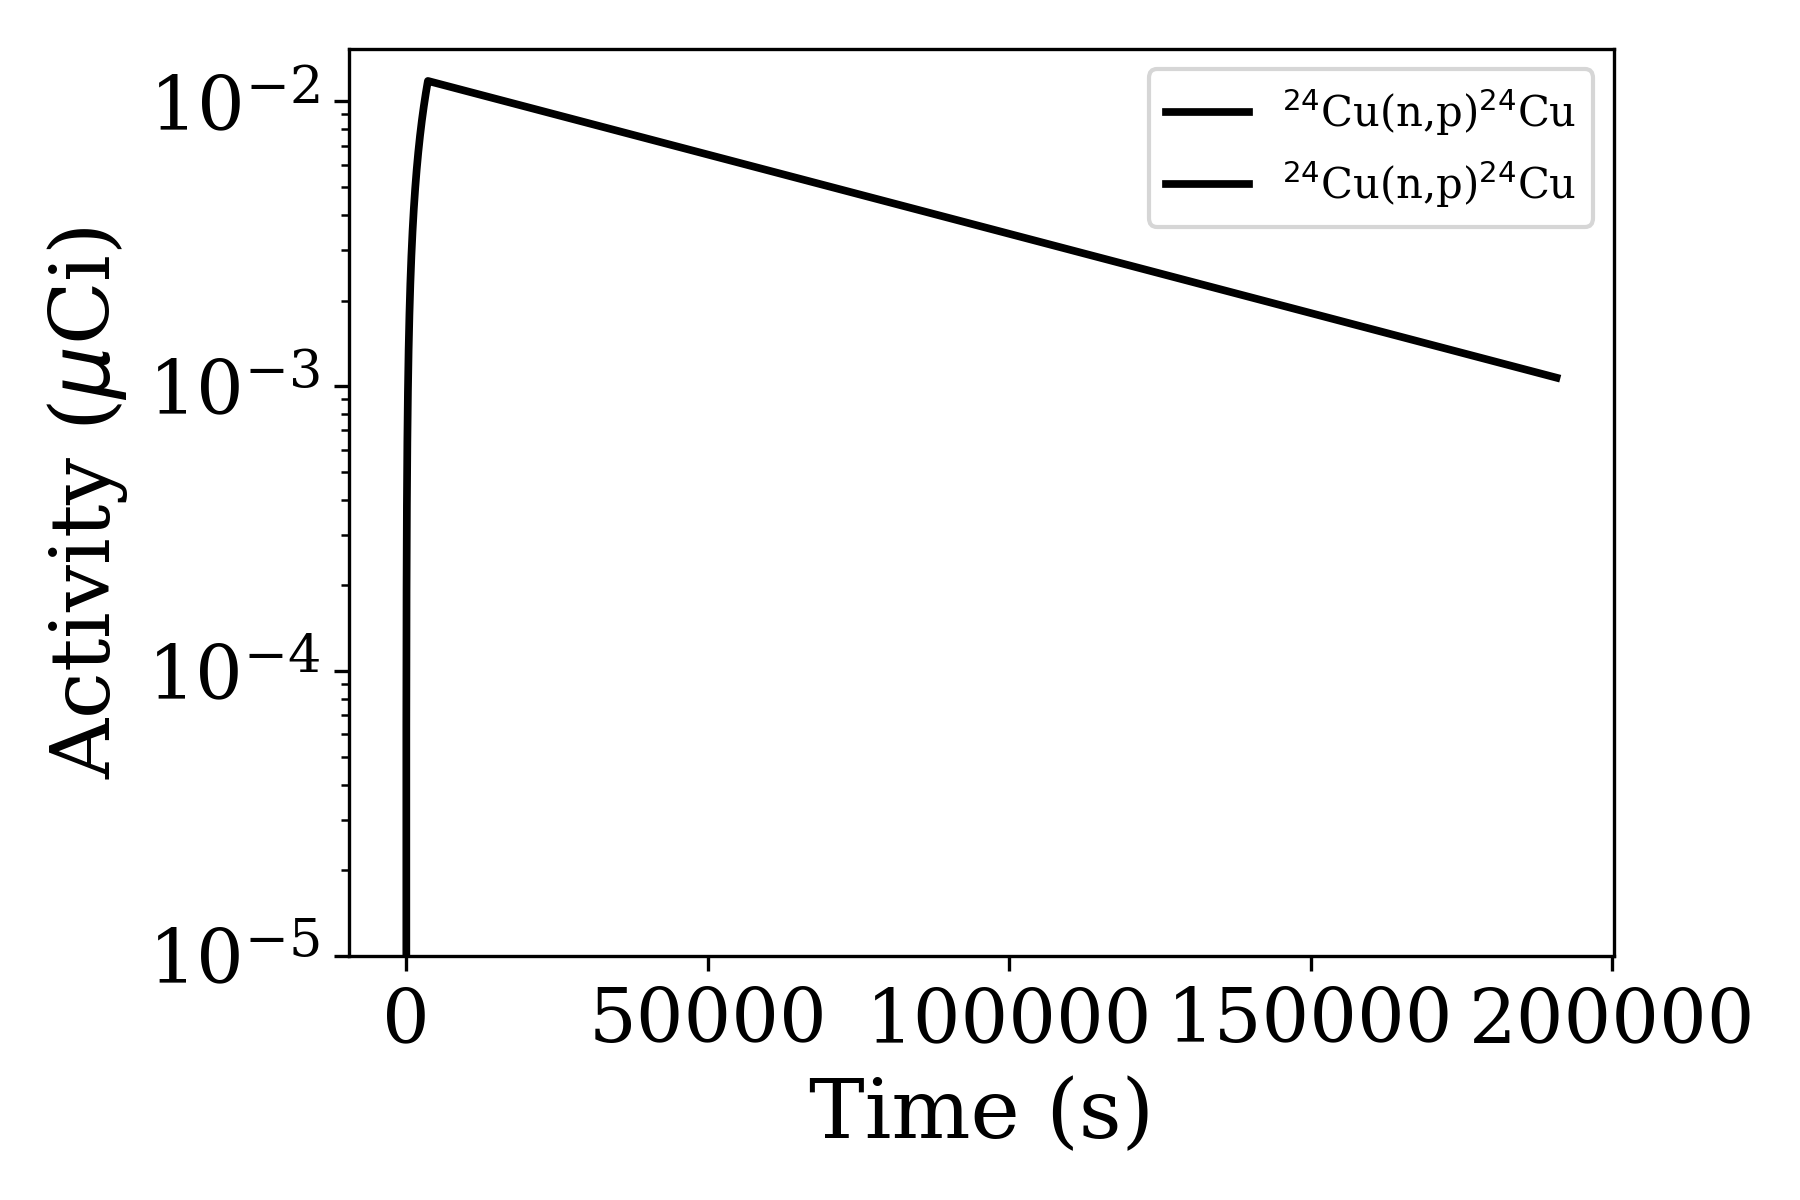 10⁻²
10⁻³
10⁻⁴
10⁻⁵
Activity (μCi)
²⁴Cu(n,p)²⁴Cu
²⁴Cu(n,p)²⁴Cu
0 50000 100000 150000 200000
Time (s)